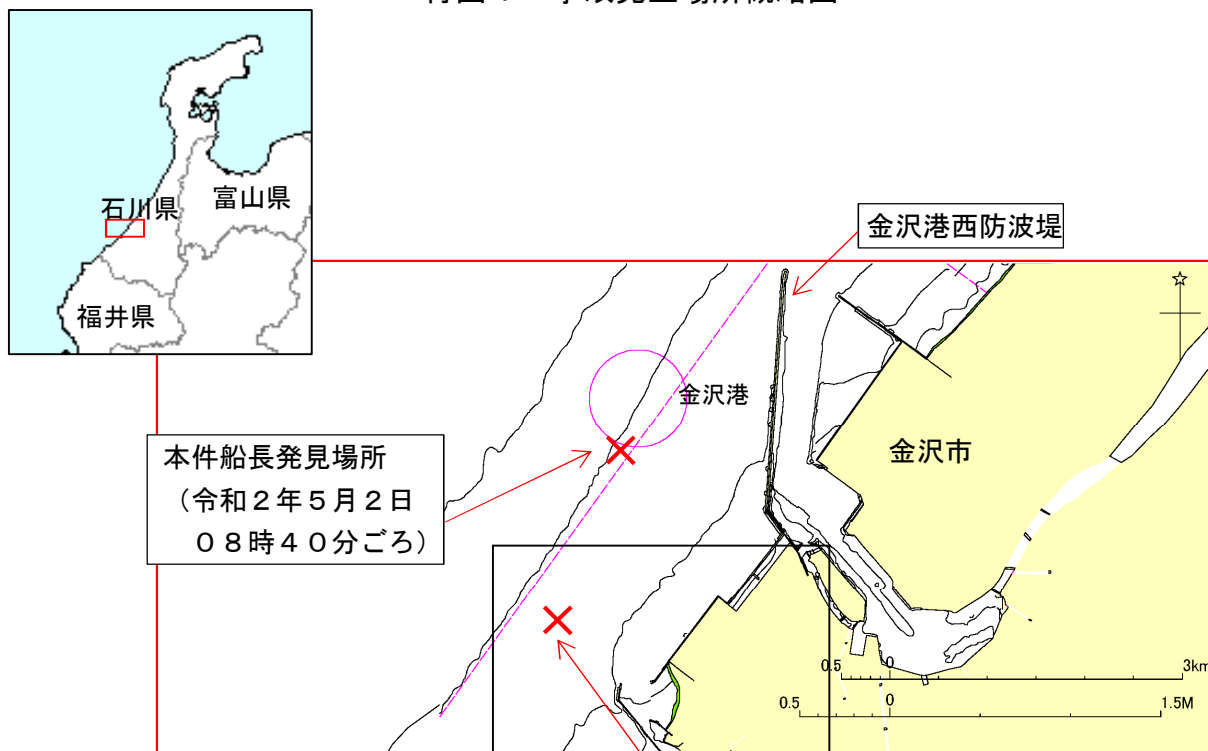 石川県
富山県
福井県
金沢港西防波堤
金沢港
金沢市
本件船長発見場所
（令和２年５月２日
０８時４０分ごろ）
0.5 0 3km
0.5 0 1.5M